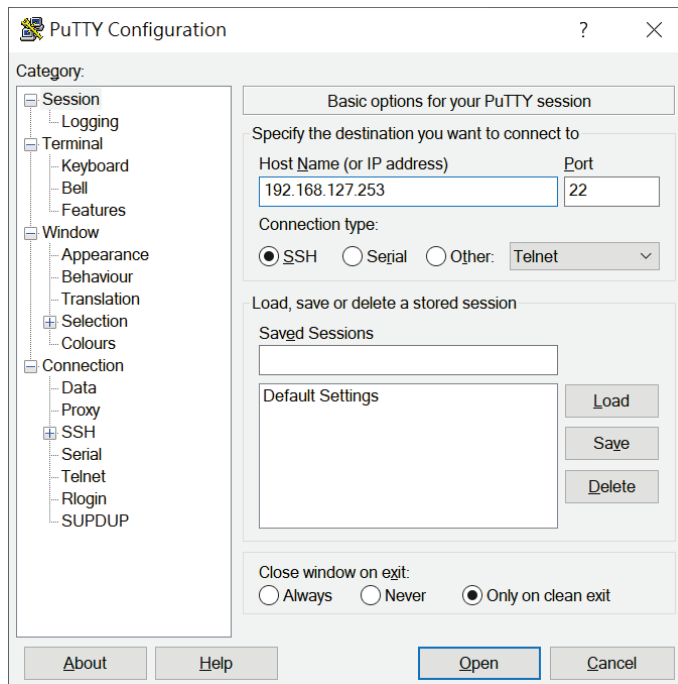 PuTTY Configuration
?
Category:
Session
Logging
Terminal
Keyboard
Bell
Features
Window
Appearance
Behaviour
Translation
Selection
Colours
Connection
Data
Proxy
SSH
Serial
Telnet
Rlogin
SUPDUP
Basic options for your PuTTY session
Specify the destination you want to connect to
Host Name (or IP address) Port
192.168.127.253 22
Connection type:
SSH Serial Other: Telnet
Load, save or delete a stored session
Saved Sessions
Default Settings
Load
Save
Delete
Close window on exit:
Always Never Only on clean exit
About Help Open Cancel